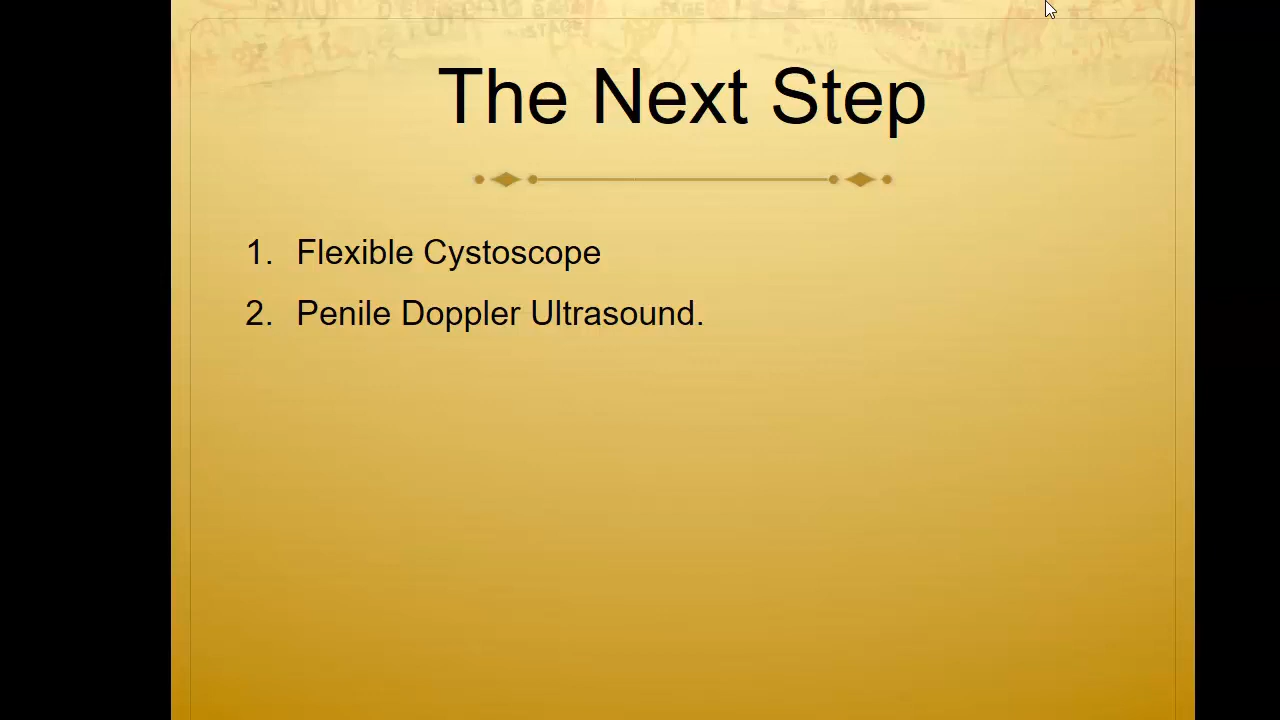 The Next Step
1. Flexible Cystoscope
2. Penile Doppler Ultrasound.